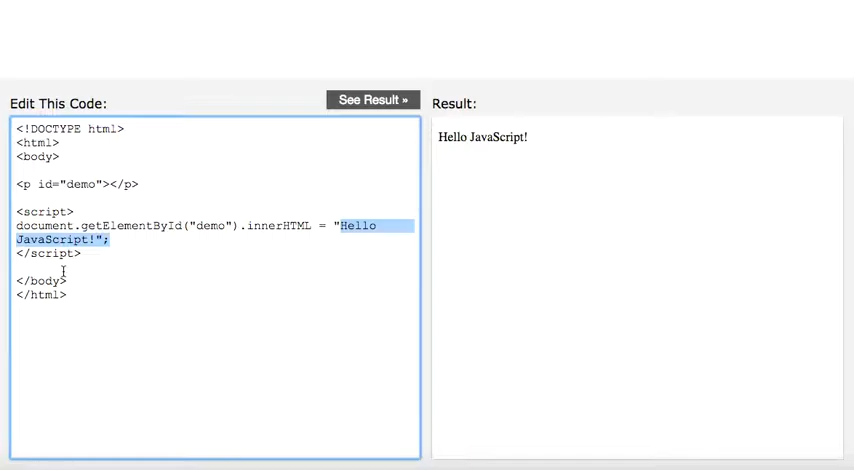 Edit This Code:
See Result »
Result:
<!DOCTYPE html>
<html>
<body>
<p id="demo"></p>
<script>
document.getElementById("demo").innerHTML = "Hello
JavaScript!";
</script>
</body>
</html>
Hello JavaScript!